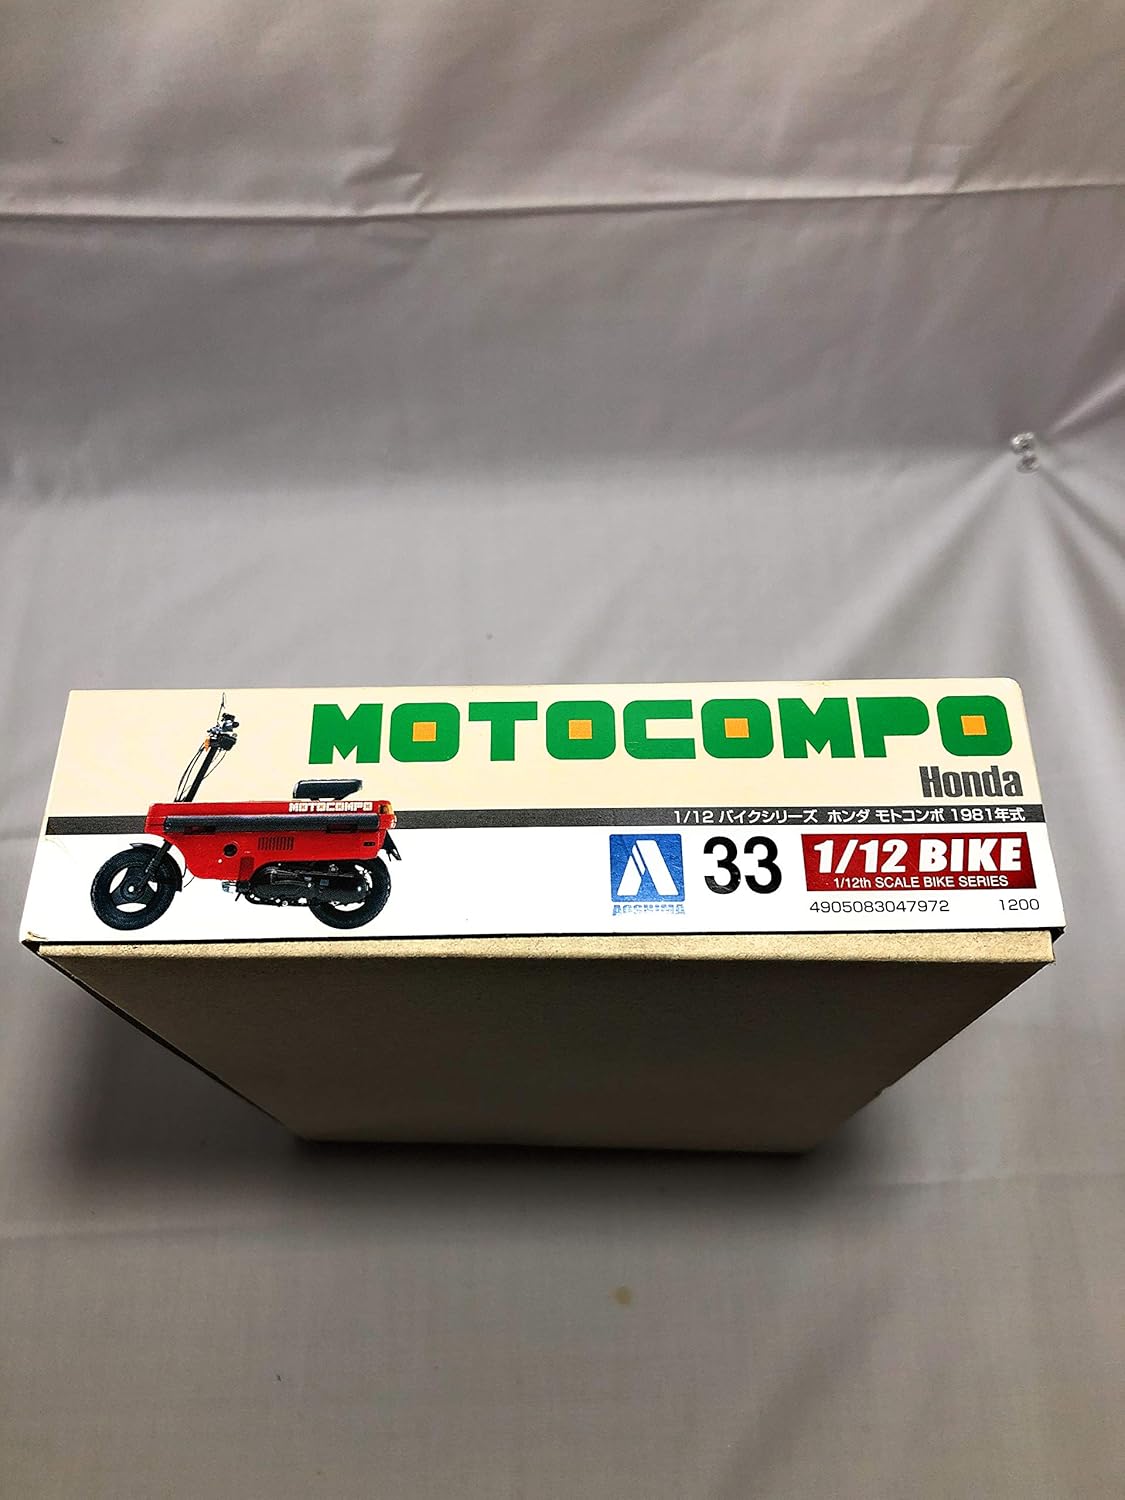 MOTOCOMPO
Honda
MOTOCOMPO
1/12 バイクシリーズ ホンダ モトコンポ 1981年式
AOSHIMA
33
1/12 BIKE
1/12th SCALE BIKE SERIES
4905083047972 1200